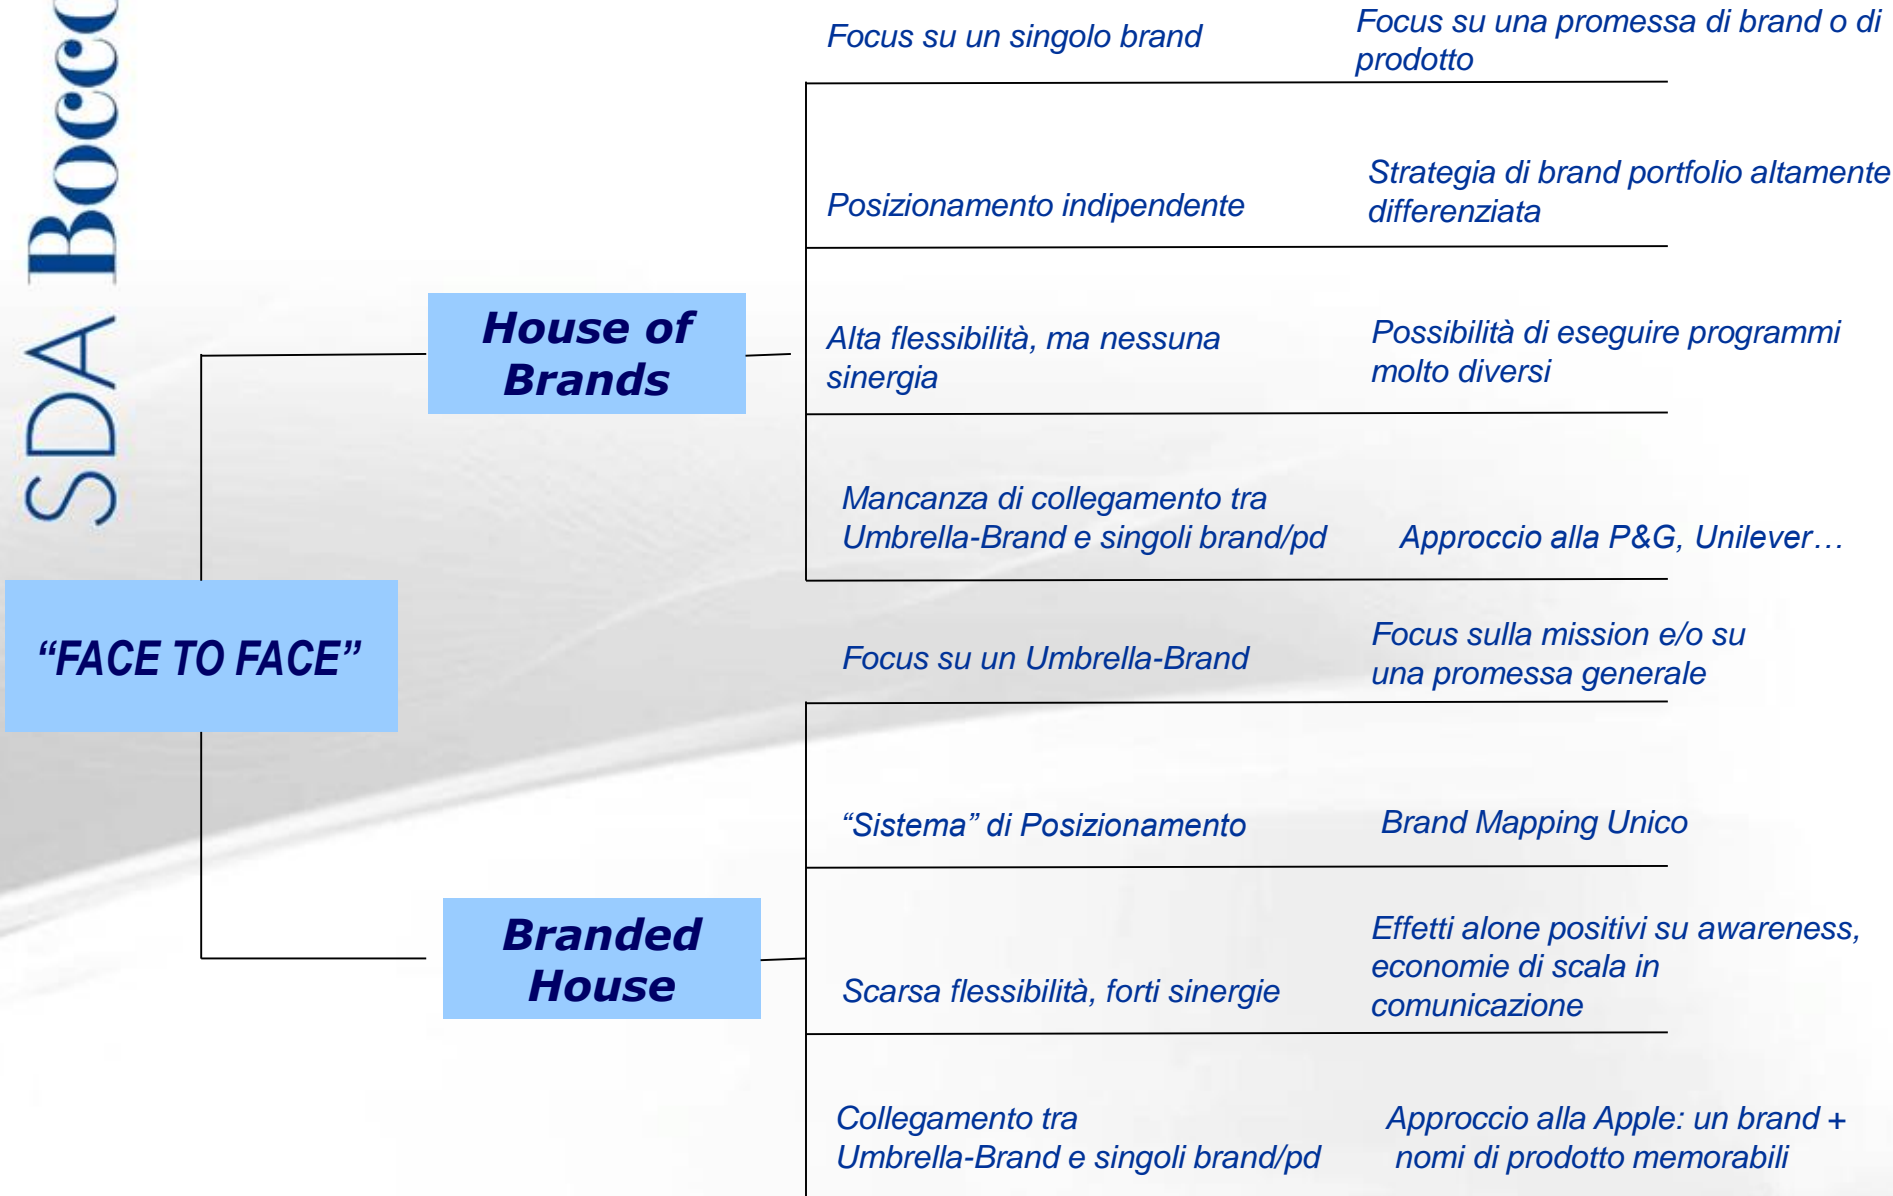 SDA Bocco
Focus su un singolo brand
Focus su una promessa di brand o di
prodotto
Posizionamento indipendente
Strategia di brand portfolio altamente
differenziata
House of
Brands
Alta flessibilità, ma nessuna
sinergia
Possibilità di eseguire programmi
molto diversi
Mancanza di collegamento tra
Umbrella-Brand e singoli brand/pd
Approccio alla P&G, Unilever…
“FACE TO FACE”
Focus su un Umbrella-Brand
Focus sulla mission e/o su
una promessa generale
“Sistema” di Posizionamento
Brand Mapping Unico
Branded
House
Scarsa flessibilità, forti sinergie
Effetti alone positivi su awareness,
economie di scala in
comunicazione
Collegamento tra
Umbrella-Brand e singoli brand/pd
Approccio alla Apple: un brand +
nomi di prodotto memorabili